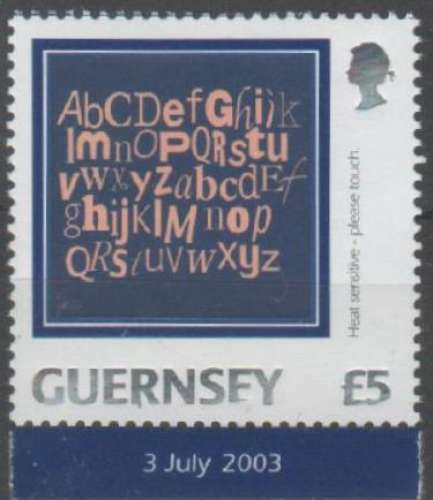 AbCDefGhijk
lmnoPQRstu
vwxyzabcdEf
ghijklMnop
QRstuvwxyz
Heat sensitive - please touch.
GUERNSEY £5
3 July 2003